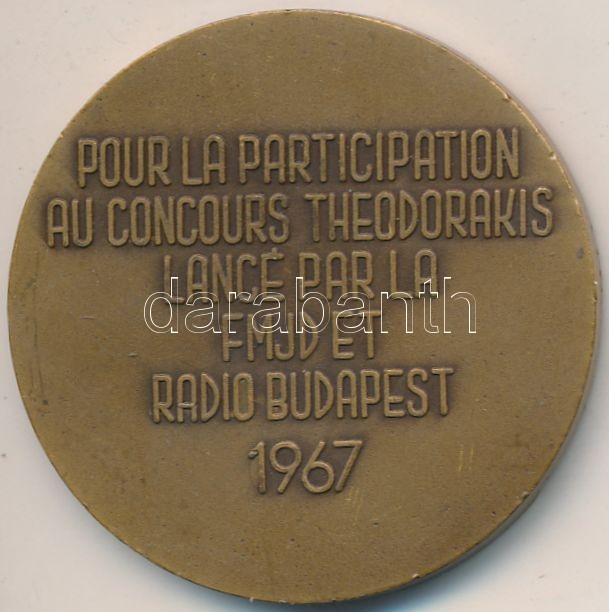 POUR LA PARTICIPATION
AU CONCOURS THEODORAKIS
LANCÉ PAR LA
darabanth
FMJD ET
RADIO BUDAPEST
1967